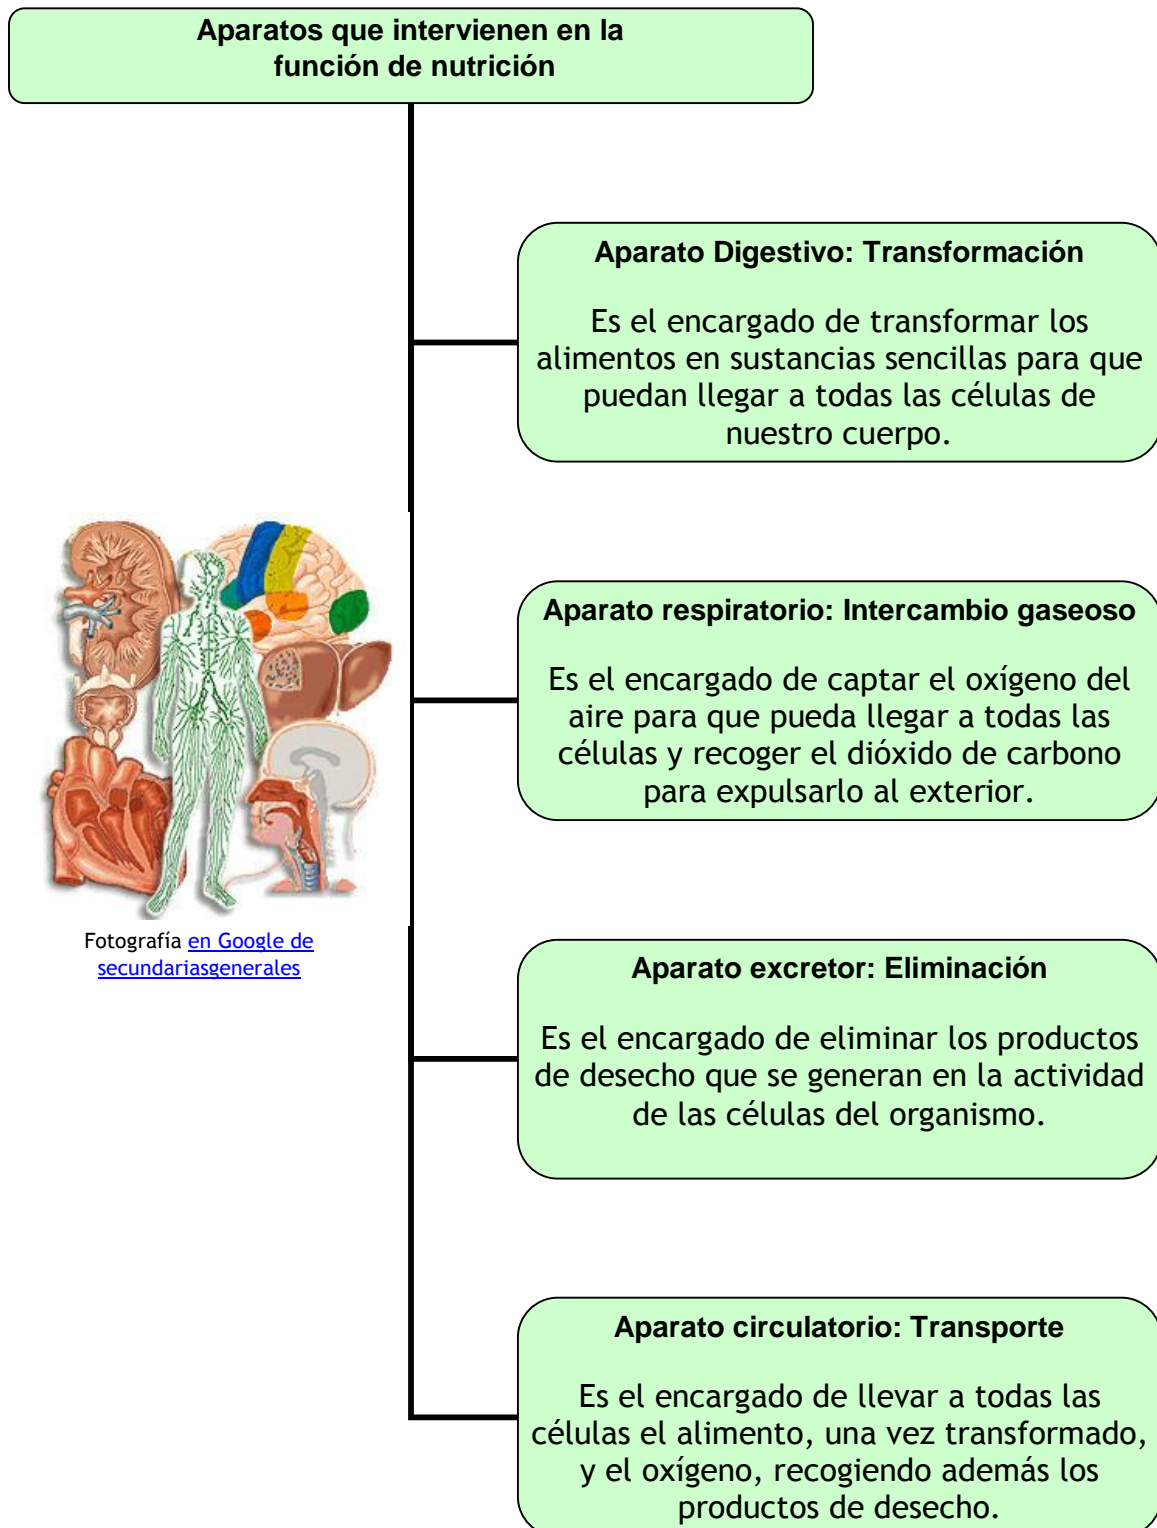 Aparatos que intervienen en la
función de nutrición
Aparato Digestivo: Transformación
Es el encargado de transformar los
alimentos en sustancias sencillas para que
puedan llegar a todas las células de
nuestro cuerpo.
Aparato respiratorio: Intercambio gaseoso
Es el encargado de captar el oxígeno del
aire para que pueda llegar a todas las
células y recoger el dióxido de carbono
para expulsarlo al exterior.
Fotografía en Google de
secundariasgenerales
Aparato excretor: Eliminación
Es el encargado de eliminar los productos
de desecho que se generan en la actividad
de las células del organismo.
Aparato circulatorio: Transporte
Es el encargado de llevar a todas las
células el alimento, una vez transformado,
y el oxígeno, recogiendo además los
productos de desecho.